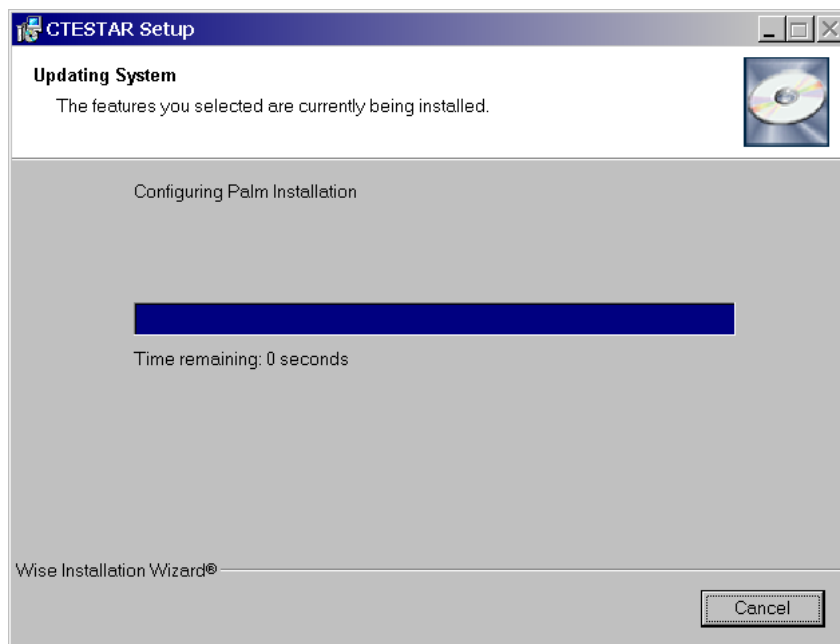 CTESTAR Setup
Updating System
The features you selected are currently being installed.
Configuring Palm Installation
Time remaining: 0 seconds
Wise Installation Wizard®
Cancel